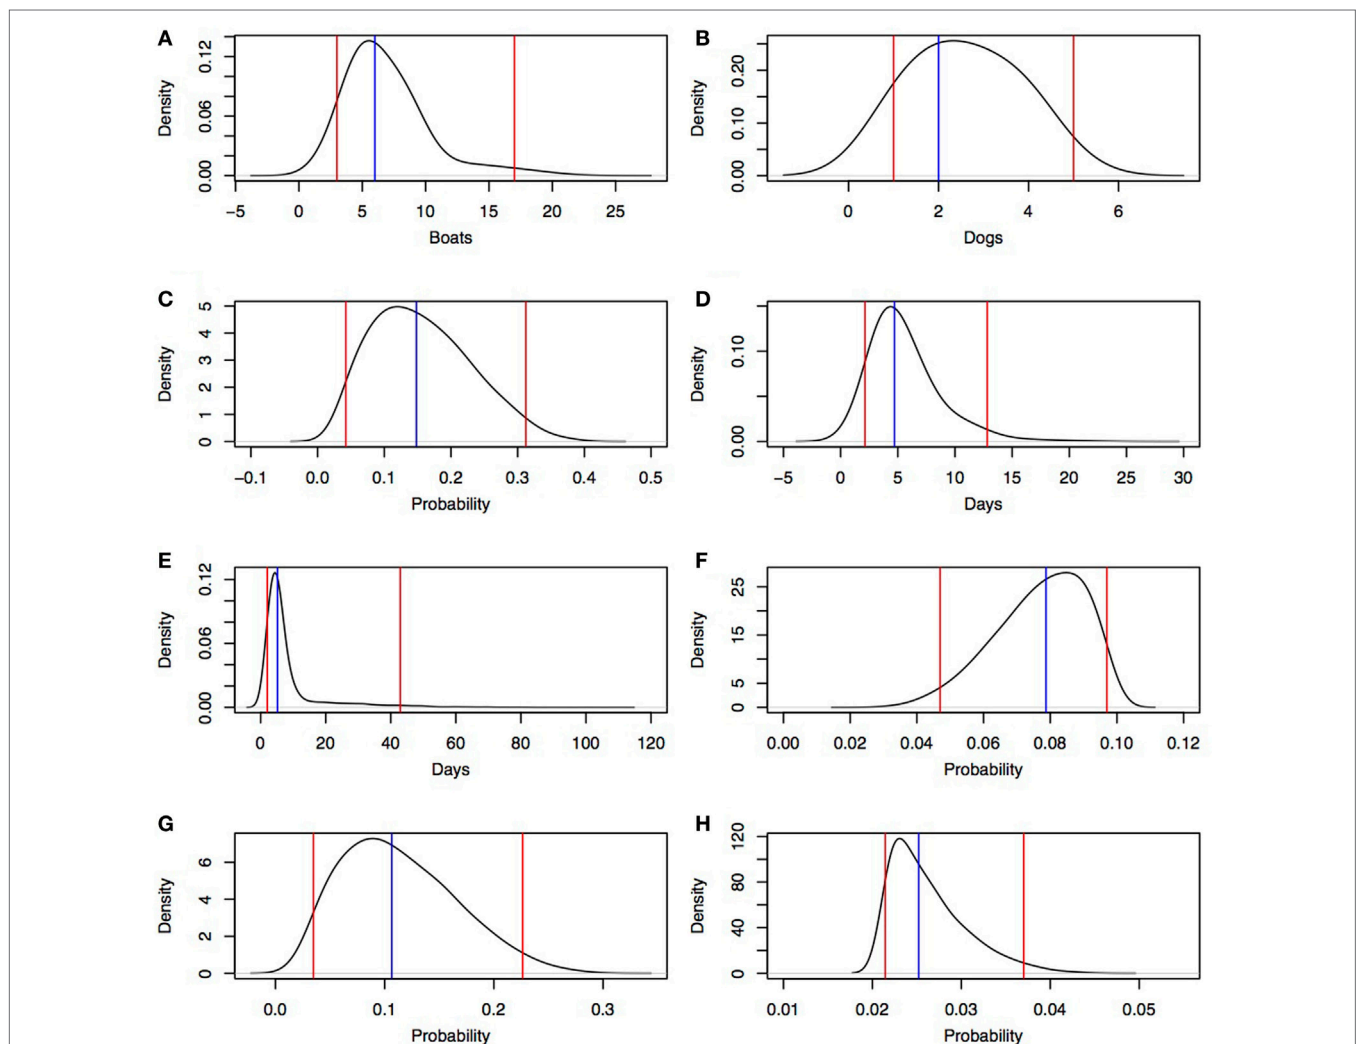 A
Density
0.00 0.06 0.12
−5 0 5 10 15 20 25
Boats
B
Density
0.00 0.10 0.20
0 2 4 6
Dogs
C
Density
0 1 2 3 4 5
−0.1 0.0 0.1 0.2 0.3 0.4 0.5
Probability
D
Density
0.00 0.10
−5 0 5 10 15 20 25 30
Days
E
Density
0.00 0.06 0.12
0 20 40 60 80 100 120
Days
F
Density
0 5 15 25
0.00 0.02 0.04 0.06 0.08 0.10 0.12
Probability
G
Density
0 2 4 6
0.0 0.1 0.2 0.3
Probability
H
Density
0 40 80 120
0.01 0.02 0.03 0.04 0.05
Probability